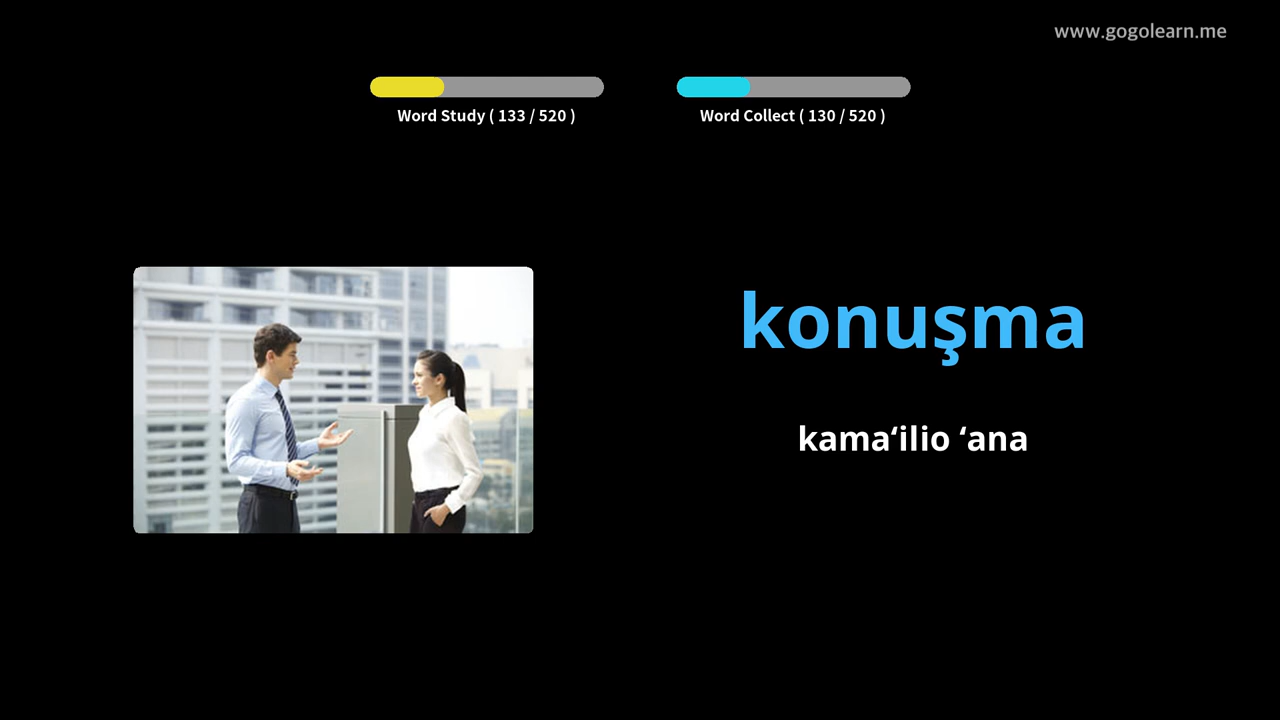 www.gogolearn.me
Word Study ( 133 / 520 )
Word Collect ( 130 / 520 )
konuşma
kamaʻilio ʻana